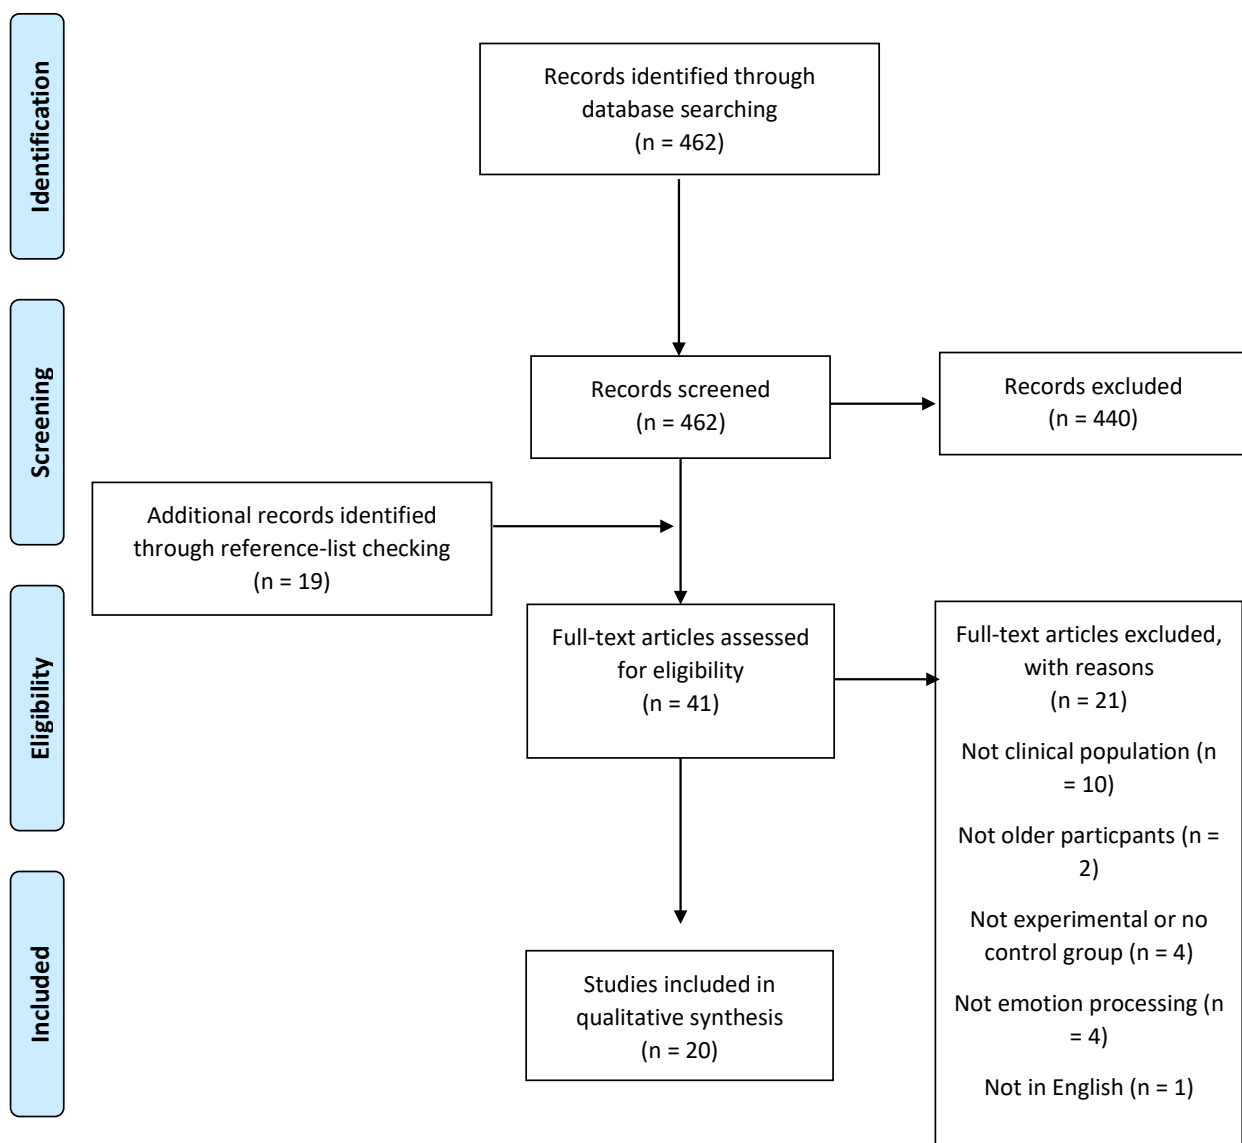 Identification
Records identified through
database searching
(n = 462)
Screening
Records screened
(n = 462)
Records excluded
(n = 440)
Additional records identified
through reference-list checking
(n = 19)
Eligibility
Full-text articles assessed
for eligibility
(n = 41)
Full-text articles excluded,
with reasons
(n = 21)
Not clinical population (n
= 10)
Not older particpants (n =
2)
Not experimental or no
control group (n = 4)
Not emotion processing (n
= 4)
Not in English (n = 1)
Included
Studies included in
qualitative synthesis
(n = 20)